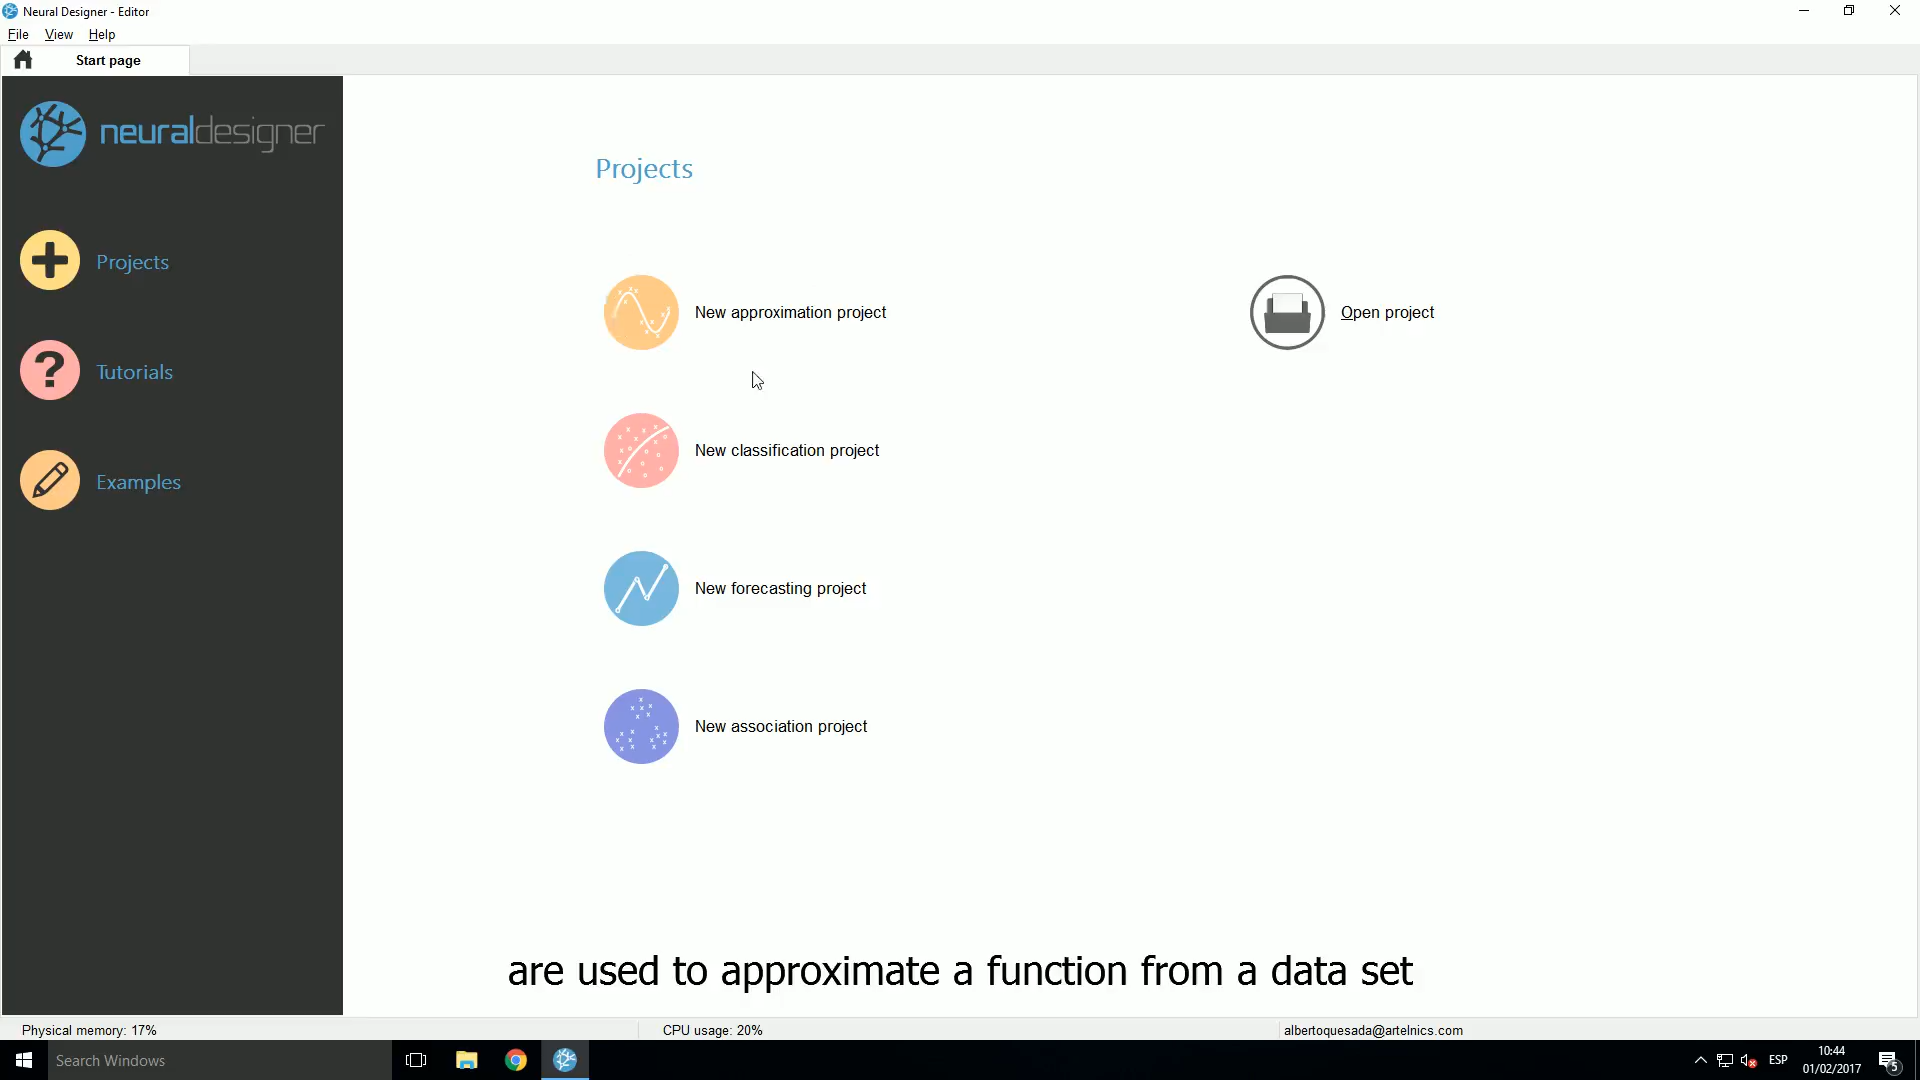 Neural Designer - Editor
File View Help
Start page
neuraldesigner
Projects
Projects
New approximation project
Open project
Tutorials
New classification project
Examples
New forecasting project
New association project
are used to approximate a function from a data set
Physical memory: 17% CPU usage: 20% albertoquesada@artelnics.com
Search Windows
ESP
10:44
01/02/2017
5